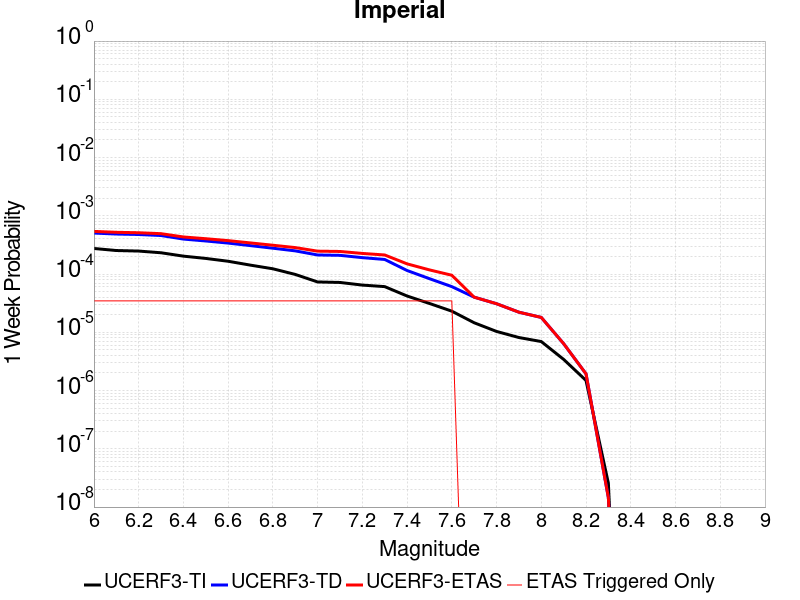 Imperial
10 0
10 -1
10 -2
10 -3
10 -4
10 -5
10 -6
10 -7
10 -8
1 Week Probability
6 6.2 6.4 6.6 6.8 7 7.2 7.4 7.6 7.8 8 8.2 8.4 8.6 8.8 9
Magnitude
UCERF3-TI UCERF3-TD UCERF3-ETAS ETAS Triggered Only